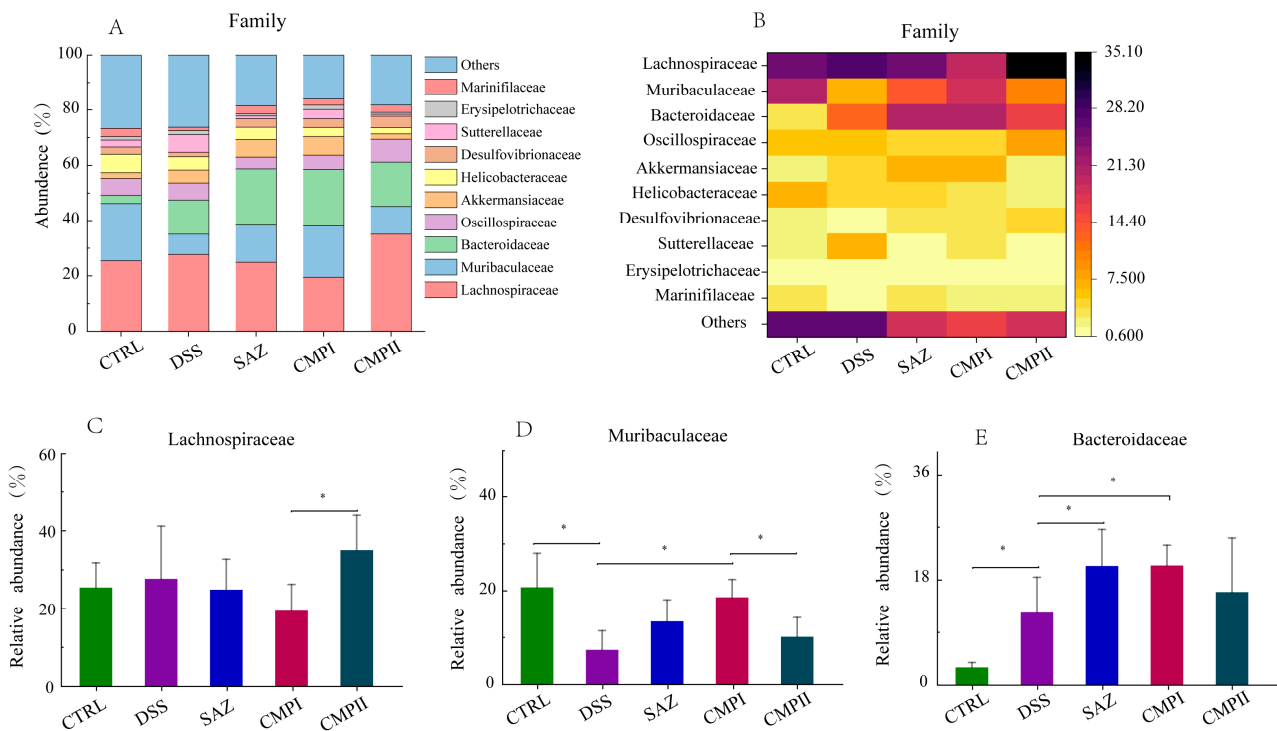 A
Family
Abundence (%)
100
80
60
40
20
0
CTRL
DSS
SAZ
CMPI
CMPII
Others
Marinifilaceae
Erysipelotrichaceae
Sutterellaceae
Desulfovibrionaceae
Helicobacteraceae
Akkermansiaceae
Oscillospiraceae
Bacteroidaceae
Muribaculaceae
Lachnospiraceae
B
Family
Lachnospiraceae
Muribaculaceae
Bacteroidaceae
Oscillospiraceae
Akkermansiaceae
Helicobacteraceae
Desulfovibrionaceae
Sutterellaceae
Erysipelotrichaceae
Marinifilaceae
Others
CTRL
DSS
SAZ
CMPI
CMPII
35.10
28.20
21.30
14.40
7.500
0.600
C
Lachnospiraceae
Relative abundance (%)
60
40
20
0
*
CTRL
DSS
SAZ
CMPI
CMPII
D
Muribaculaceae
Relative abundance (%)
40
20
0
*
*
*
CTRL
DSS
SAZ
CMPI
CMPII
E
Bacteroidaceae
Relative abundance (%)
36
18
0
*
*
*
CTRL
DSS
SAZ
CMPI
CMPII